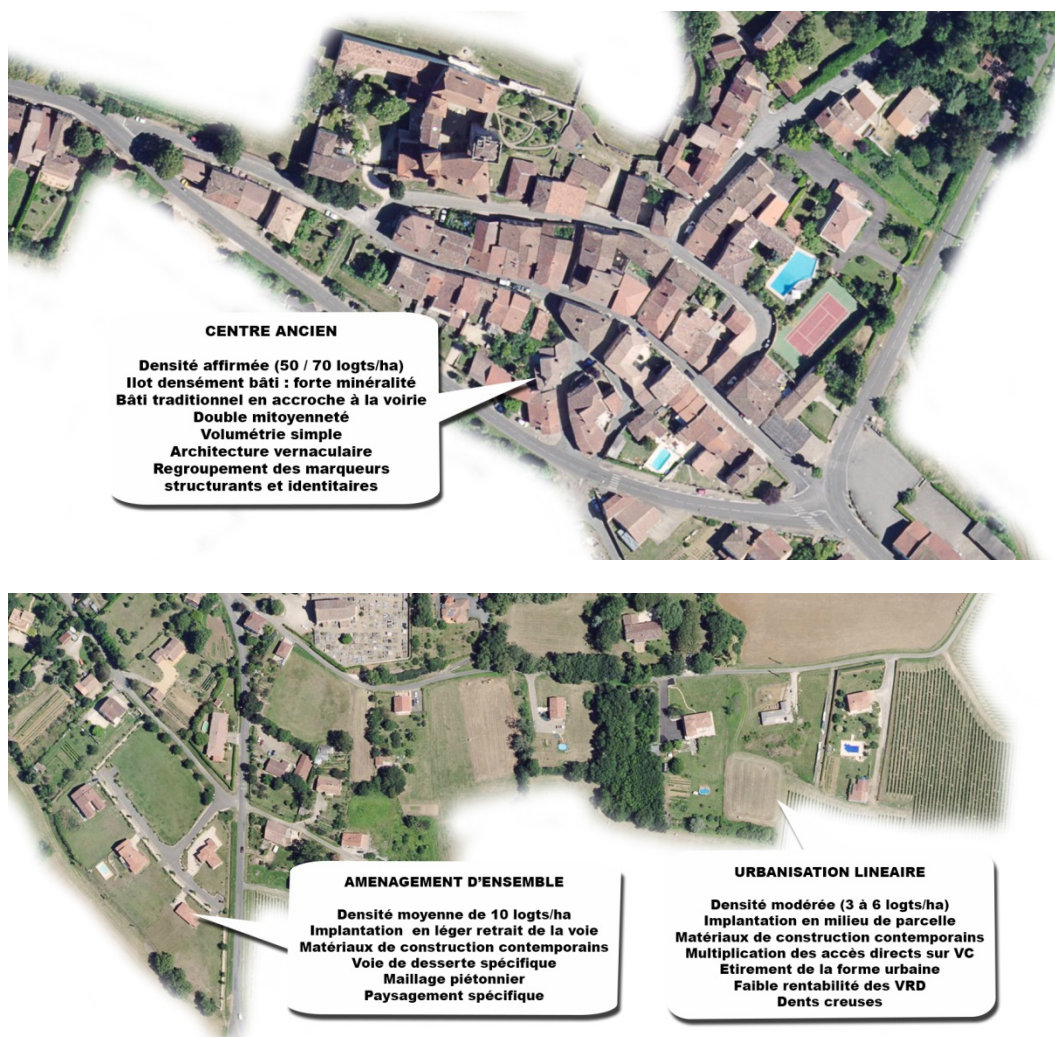 CENTRE ANCIEN
Densité affirmée (50 / 70 logts/ha)
Ilot densément bâti : forte minéralité
Bâti traditionnel en accroche à la voirie
Double mitoyenneté
Volumétrie simple
Architecture vernaculaire
Regroupement des marqueurs
structurants et identitaires
AMENAGEMENT D'ENSEMBLE
Densité moyenne de 10 logts/ha
Implantation en léger retrait de la voie
Matériaux de construction contemporains
Voie de desserte spécifique
Maillage piétonnier
Paysagement spécifique
URBANISATION LINEAIRE
Densité modérée (3 à 6 logts/ha)
Implantation en milieu de parcelle
Matériaux de construction contemporains
Multiplication des accès directs sur VC
Etirement de la forme urbaine
Faible rentabilité des VRD
Dents creuses